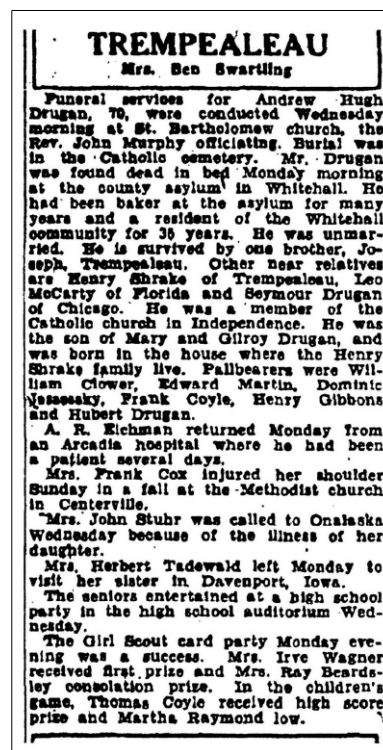 TREMPEALEAU
Mrs. Ben Swartling
Funeral services for Andrew Hugh
Drugan, 70, were conducted Wednesday
morning at St. Bartholomew church, the
Rev. John Murphy officiating. Burial was
in the Catholic cemetery. Mr. Drugan
was found dead in bed Monday morning
at the county asylum in Whitehall. He
had been baker at the asylum for many
years and a resident of the Whitehall
community for 35 years. He was unmar-
ried. He is survived by one brother, Jo-
seph, Trempealeau. Other near relatives
are Henry Shrake of Trempealeau, Leo
McCarty of Florida and Seymour Drugan
of Chicago. He was a member of the
Catholic church in Independence. He was
the son of Mary and Gilroy Drugan, and
was born in the house where the Henry
Shrake family live. Pallbearers were Wil-
liam Clower, Edward Martin, Dominic
Frank Coyle, Henry Gibbons
and Hubert Drugan.
A. R. Eichman returned Monday from
an Arcadia hospital where he had been
a patient several days.
Mrs. Frank Cox injured her shoulder
Sunday in a fall at the Methodist church
in Centerville.
Mrs. John Stuhr was called to Onalaska
Wednesday because of the illness of her
daughter.
Mrs. Herbert Tadewald left Monday to
visit her sister in Davenport, Iowa.
The seniors entertained at a high school
party in the high school auditorium Wed-
nesday.
The Girl Scout card party Monday eve-
ning was a success. Mrs. Irve Wagner
received first prize and Mrs. Ray Beards-
ley consolation prize. In the children's
game, Thomas Coyle received high score
prize and Martha Raymond low.